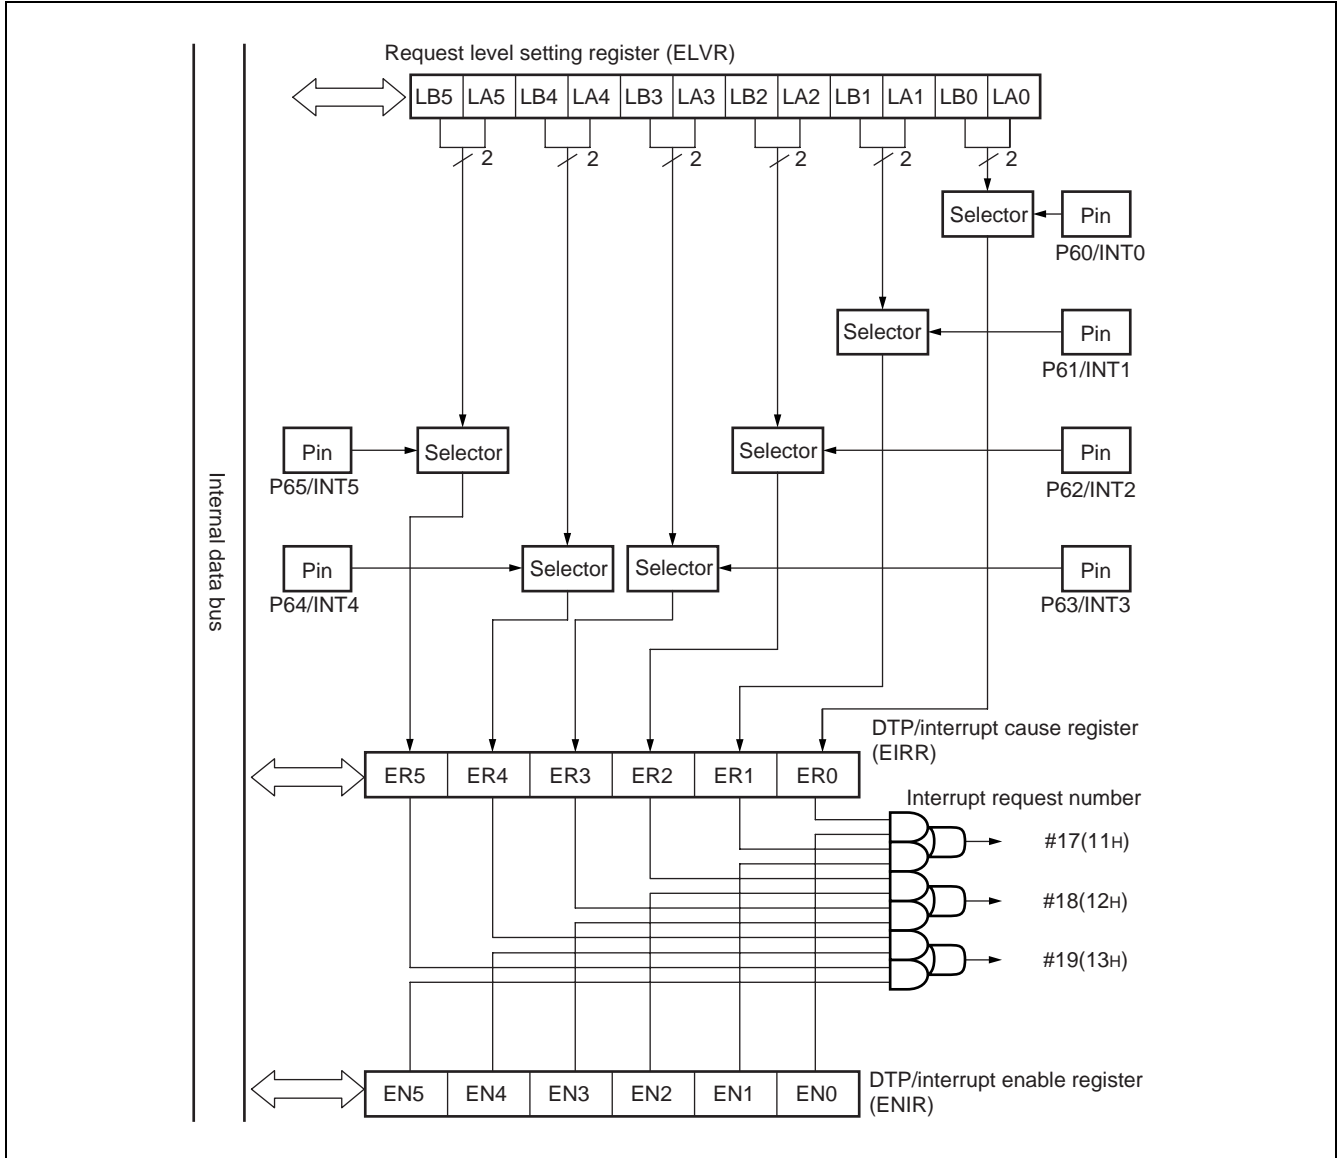 Request level setting register (ELVR)
LB5 LA5 LB4 LA4 LB3 LA3 LB2 LA2 LB1 LA1 LB0 LA0
2 2 2 2 2 2
Selector Pin
P60/INT0
Selector Pin
P61/INT1
Pin Selector Selector Pin
P65/INT5 P62/INT2
Internal data bus
Pin Selector Selector Pin
P64/INT4 P63/INT3
DTP/interrupt cause register
(EIRR)
ER5 ER4 ER3 ER2 ER1 ER0
Interrupt request number
#17(11H)
#18(12H)
#19(13H)
EN5 EN4 EN3 EN2 EN1 EN0
DTP/interrupt enable register
(ENIR)